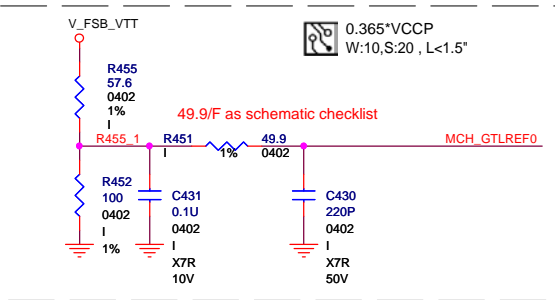 V_FSB_VTT
0.365*VCCP
W:10,S:20 , L<1.5"
R455
57.6
0402
1%
I
49.9/F as schematic checklist
R455_1
R451
I
1%
49.9
0402
MCH_GTLREF0
R452
100
0402
I
1%
C431
0.1U
0402
I
X7R
10V
C430
220P
0402
I
X7R
50V